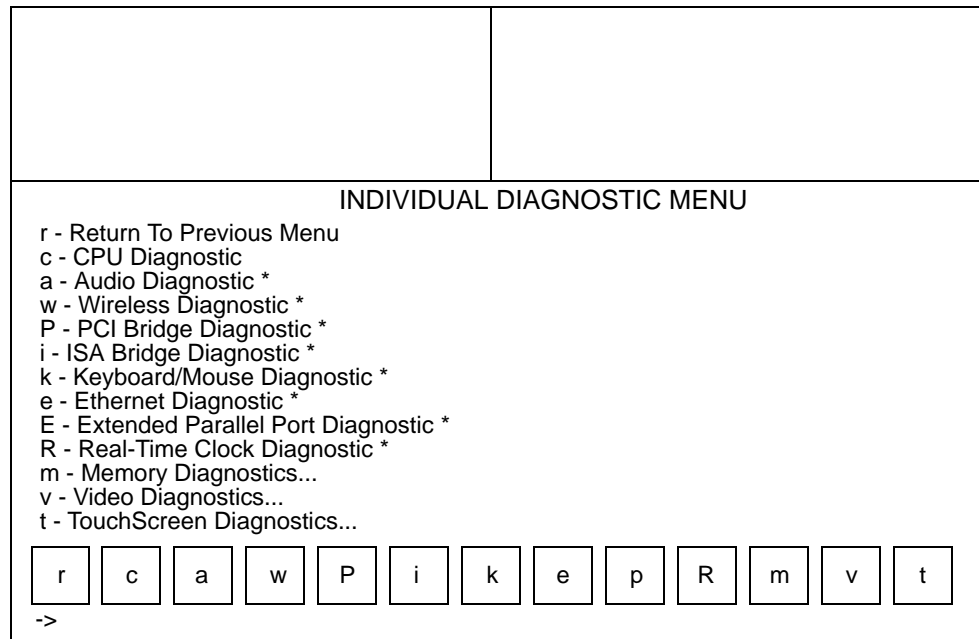 INDIVIDUAL DIAGNOSTIC MENU
r - Return To Previous Menu
c - CPU Diagnostic
a - Audio Diagnostic *
w - Wireless Diagnostic *
P - PCI Bridge Diagnostic *
i - ISA Bridge Diagnostic *
k - Keyboard/Mouse Diagnostic *
e - Ethernet Diagnostic *
E - Extended Parallel Port Diagnostic *
R - Real-Time Clock Diagnostic *
m - Memory Diagnostics...
v - Video Diagnostics...
t - TouchScreen Diagnostics...
r c a w P i k e p R m v t
->